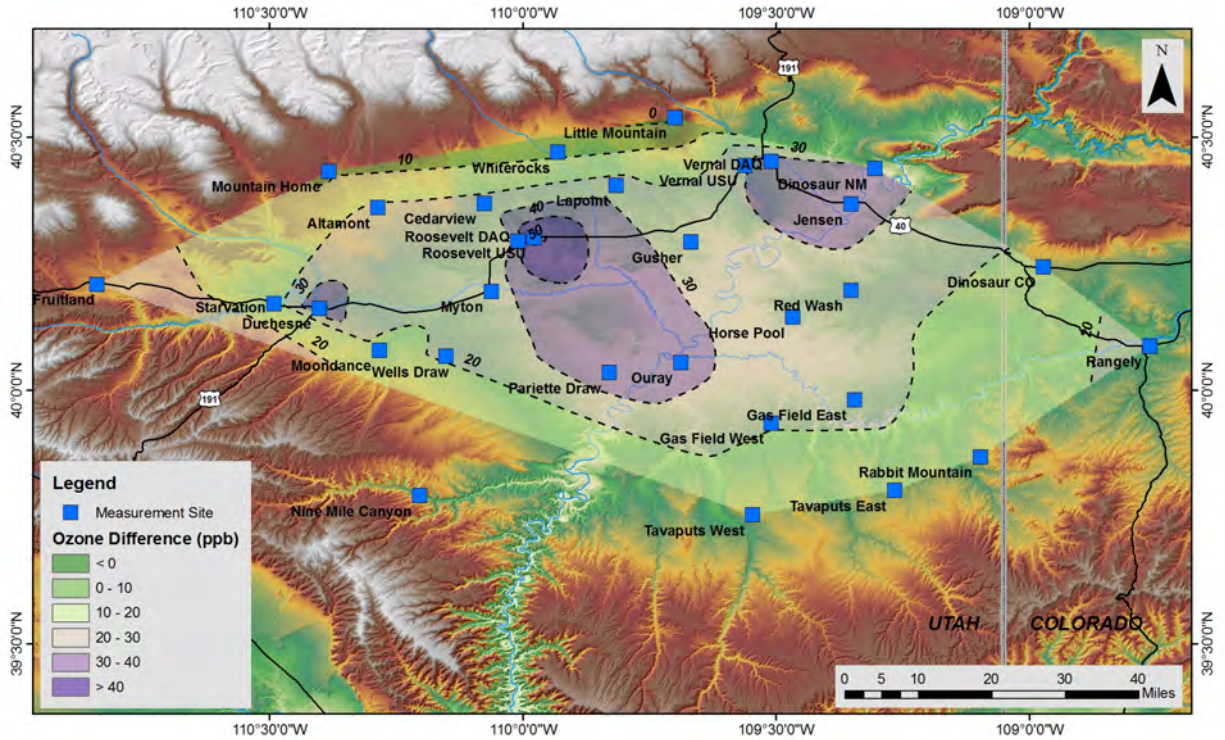 110°30'0"W
110°0'0"W
109°30'0"W
109°0'0"W
191
N
0
Little Mountain
40°30'0"N
40°30'0"N
30
10
Whiterocks
Vernal DAQ
Mountain Home
Vernal USU
Dinosaur NM
Lapoint
40
Altamont
Cedarview
Jensen
40
50
Roosevelt DAQ
Roosevelt USU
Gusher
30
30
Dinosaur CO
Fruitland
Starvation
Myton
Red Wash
Duchesne
20
Horse Pool
20
20
Moondance
Rangely
Wells Draw
Ouray
Pariette Draw
40°0'0"N
40°0'0"N
191
Gas Field East
Gas Field West
Rabbit Mountain
Legend
Measurement Site
Ozone Difference (ppb)
< 0
0 - 10
10 - 20
20 - 30
30 - 40
> 40
Nine Mile Canyon
Tavaputs East
Tavaputs West
UTAH
COLORADO
39°30'0"N
39°30'0"N
0 5 10 20 30 40
Miles